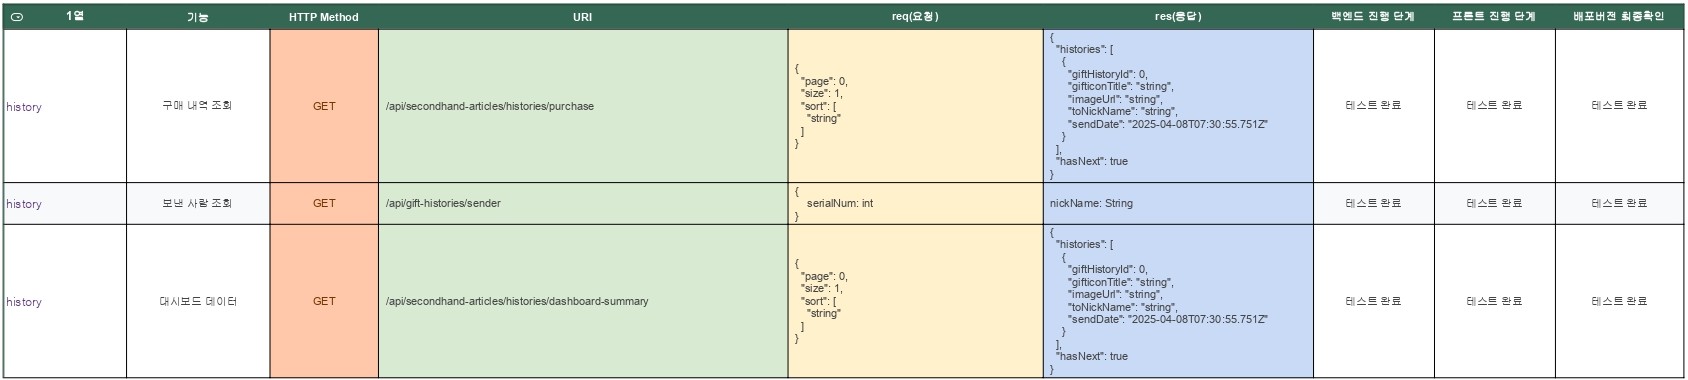 1열 기능 HTTP Method URI req(요청) res(응답) 백엔드 진행 단계 프론트 진행 단계 배포버전 최종확인
history 구매 내역 조회 GET /api/secondhand-articles/histories/purchase
{
"page": 0,
"size": 1,
"sort": [
"string"
]
}
{
"histories": [
{
"giftHistoryId": 0,
"gifticonTitle": "string",
"imageUrl": "string",
"toNickName": "string",
"sendDate": "2025-04-08T07:30:55.751Z"
}
],
"hasNext": true
}
테스트 완료 테스트 완료 테스트 완료
history 보낸 사람 조회 GET /api/gift-histories/sender
{
serialNum: int
}
nickName: String
테스트 완료 테스트 완료 테스트 완료
history 대시보드 데이터 GET /api/secondhand-articles/histories/dashboard-summary
{
"page": 0,
"size": 1,
"sort": [
"string"
]
}
{
"histories": [
{
"giftHistoryId": 0,
"gifticonTitle": "string",
"imageUrl": "string",
"toNickName": "string",
"sendDate": "2025-04-08T07:30:55.751Z"
}
],
"hasNext": true
}
테스트 완료 테스트 완료 테스트 완료